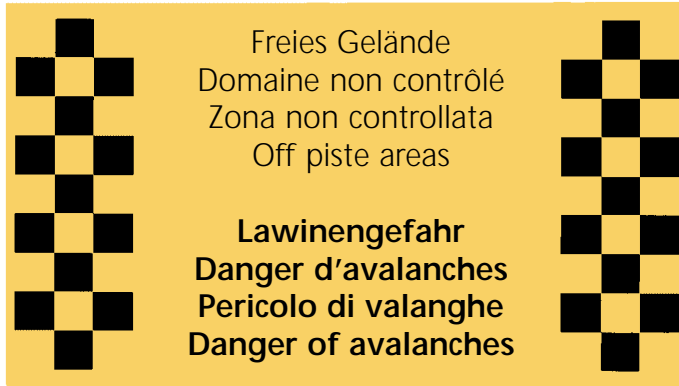 Freies Gelände
Domaine non contrôlé
Zona non controllata
Off piste areas
Lawinengefahr
Danger d'avalanches
Pericolo di valanghe
Danger of avalanches